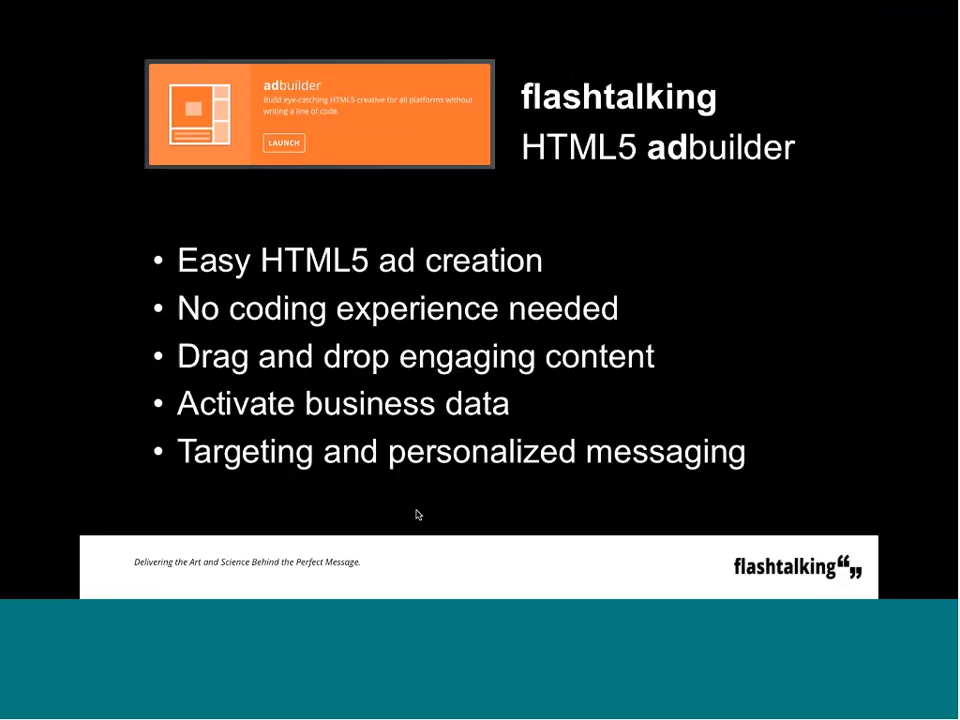 adbuilder
Build eye-catching HTML5 creative for all platforms without
writing a line of code.
LAUNCH
flashtalking
HTML5 adbuilder
• Easy HTML5 ad creation
• No coding experience needed
• Drag and drop engaging content
• Activate business data
• Targeting and personalized messaging
Delivering the Art and Science Behind the Perfect Message.
flashtalking“”